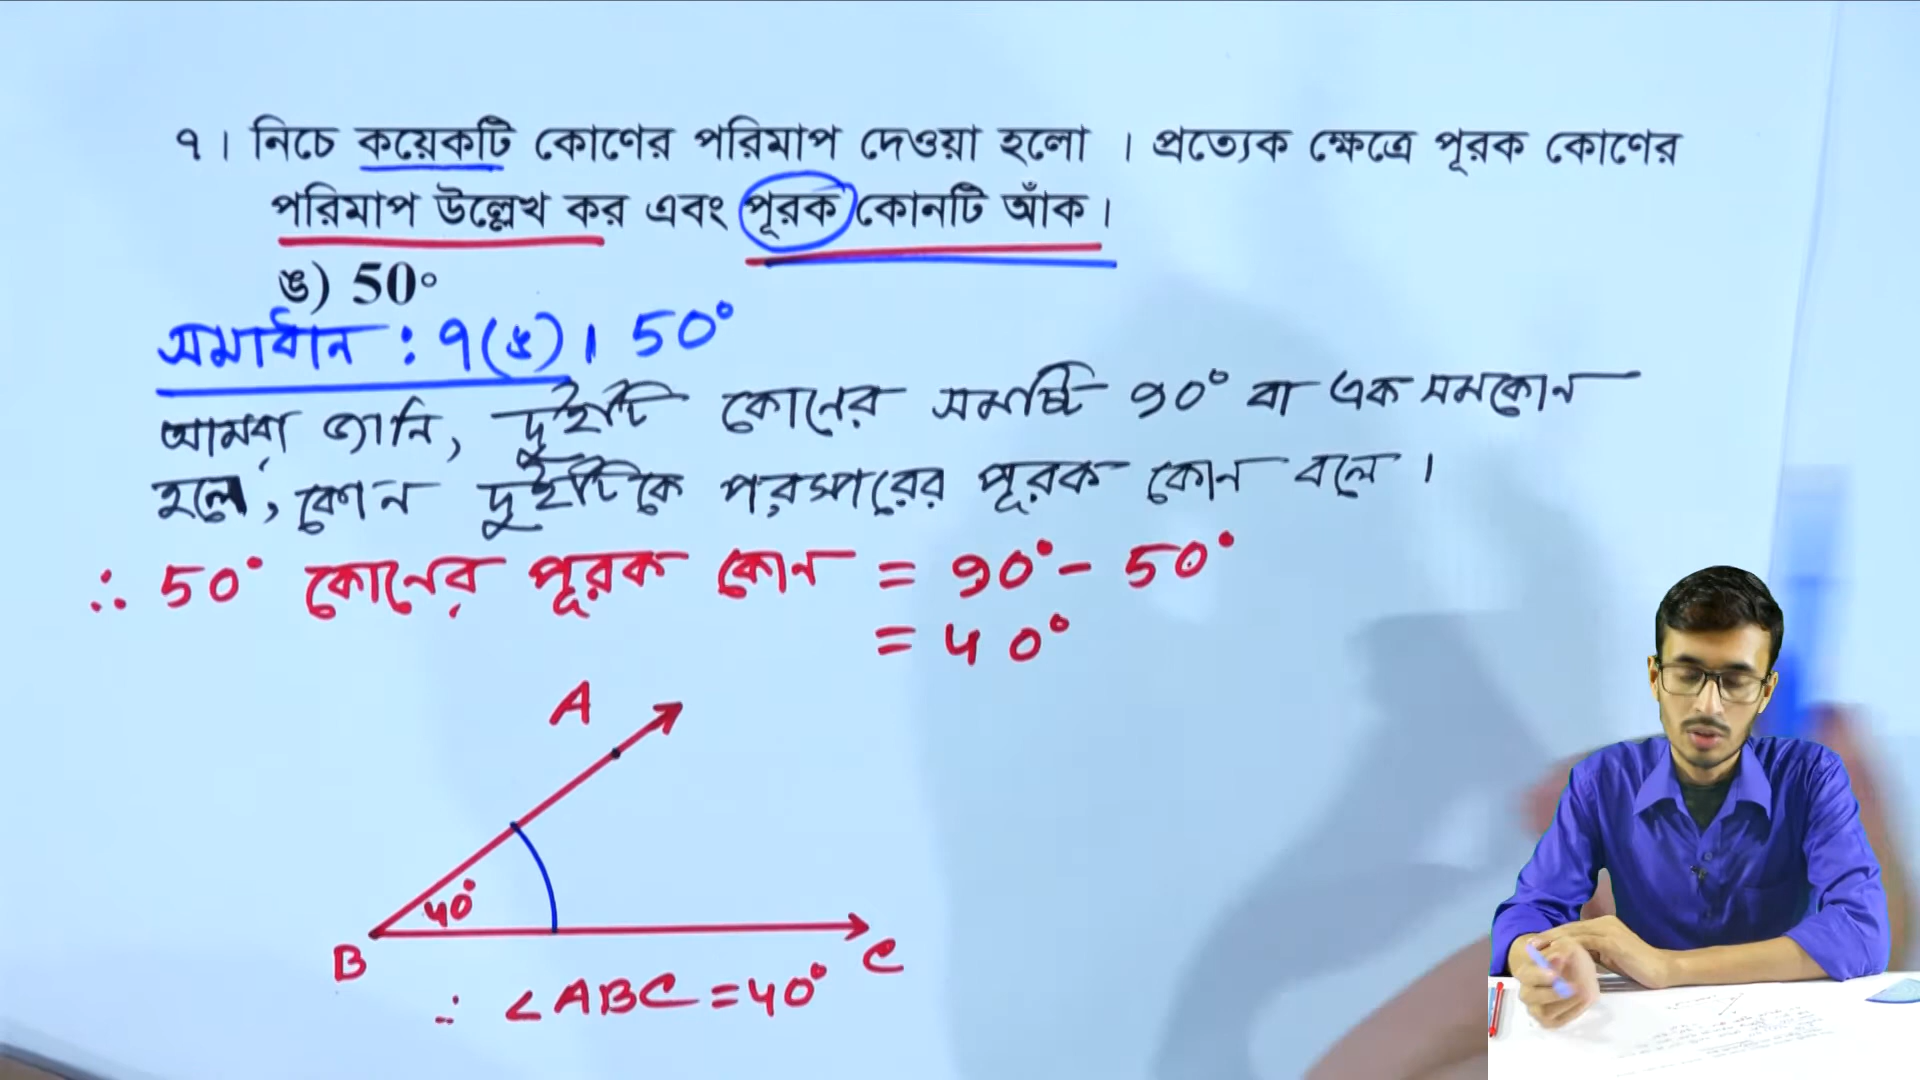 ৭। নিচে কয়েকটি কোণের পরিমাপ দেওয়া হলো । প্রত্যেক ক্ষেত্রে পূরক কোণের
পরিমাপ উল্লেখ কর এবং পূরক কোনটি আঁক।
ঙ) 50°
সমাধান : ৭(ঙ)। 50°
আমরা জানি, দুইটি কোনের সমষ্টি 90° বা এক সমকোন
হলে, কোন দুইটিকে পরস্পরের পূরক কোন বলে ।
∴ 50° কোনের পূরক কোন = 90° - 50°
= 40°
A
40°
B
C
∴ ∠ABC = 40°